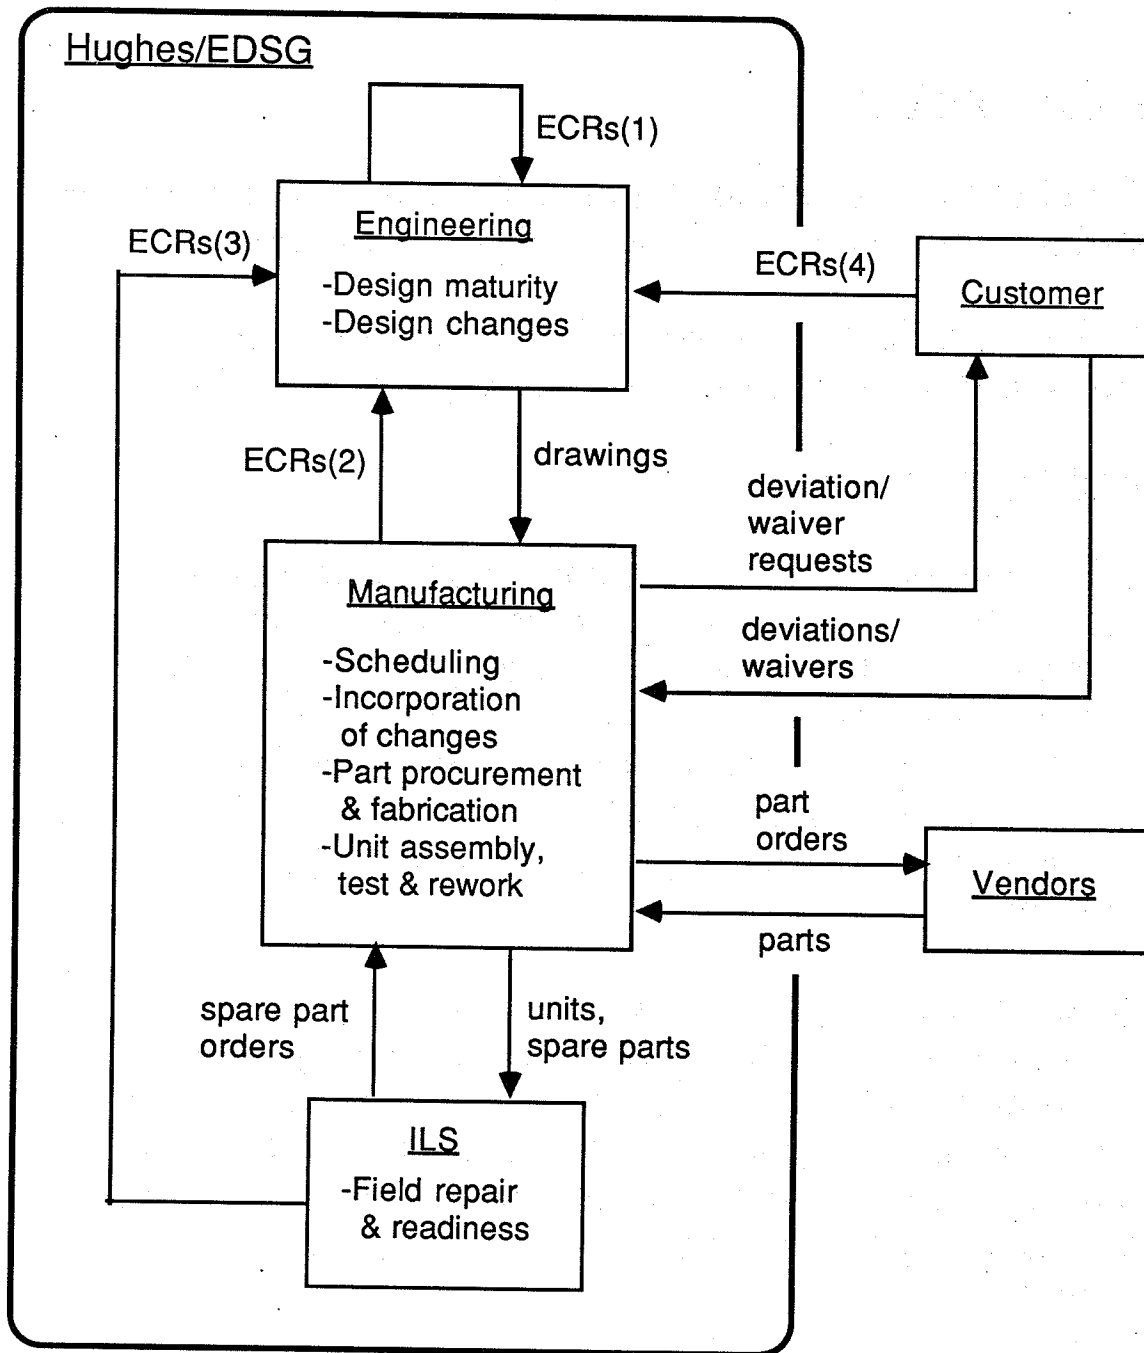 Hughes/EDSG
ECRs(1)
Engineering
-Design maturity
-Design changes
ECRs(3)
ECRs(4)
Customer
ECRs(2)
drawings
deviation/
waiver
requests
Manufacturing
-Scheduling
-Incorporation
of changes
-Part procurement
& fabrication
-Unit assembly,
test & rework
deviations/
waivers
part
orders
Vendors
parts
spare part
orders
units,
spare parts
ILS
-Field repair
& readiness